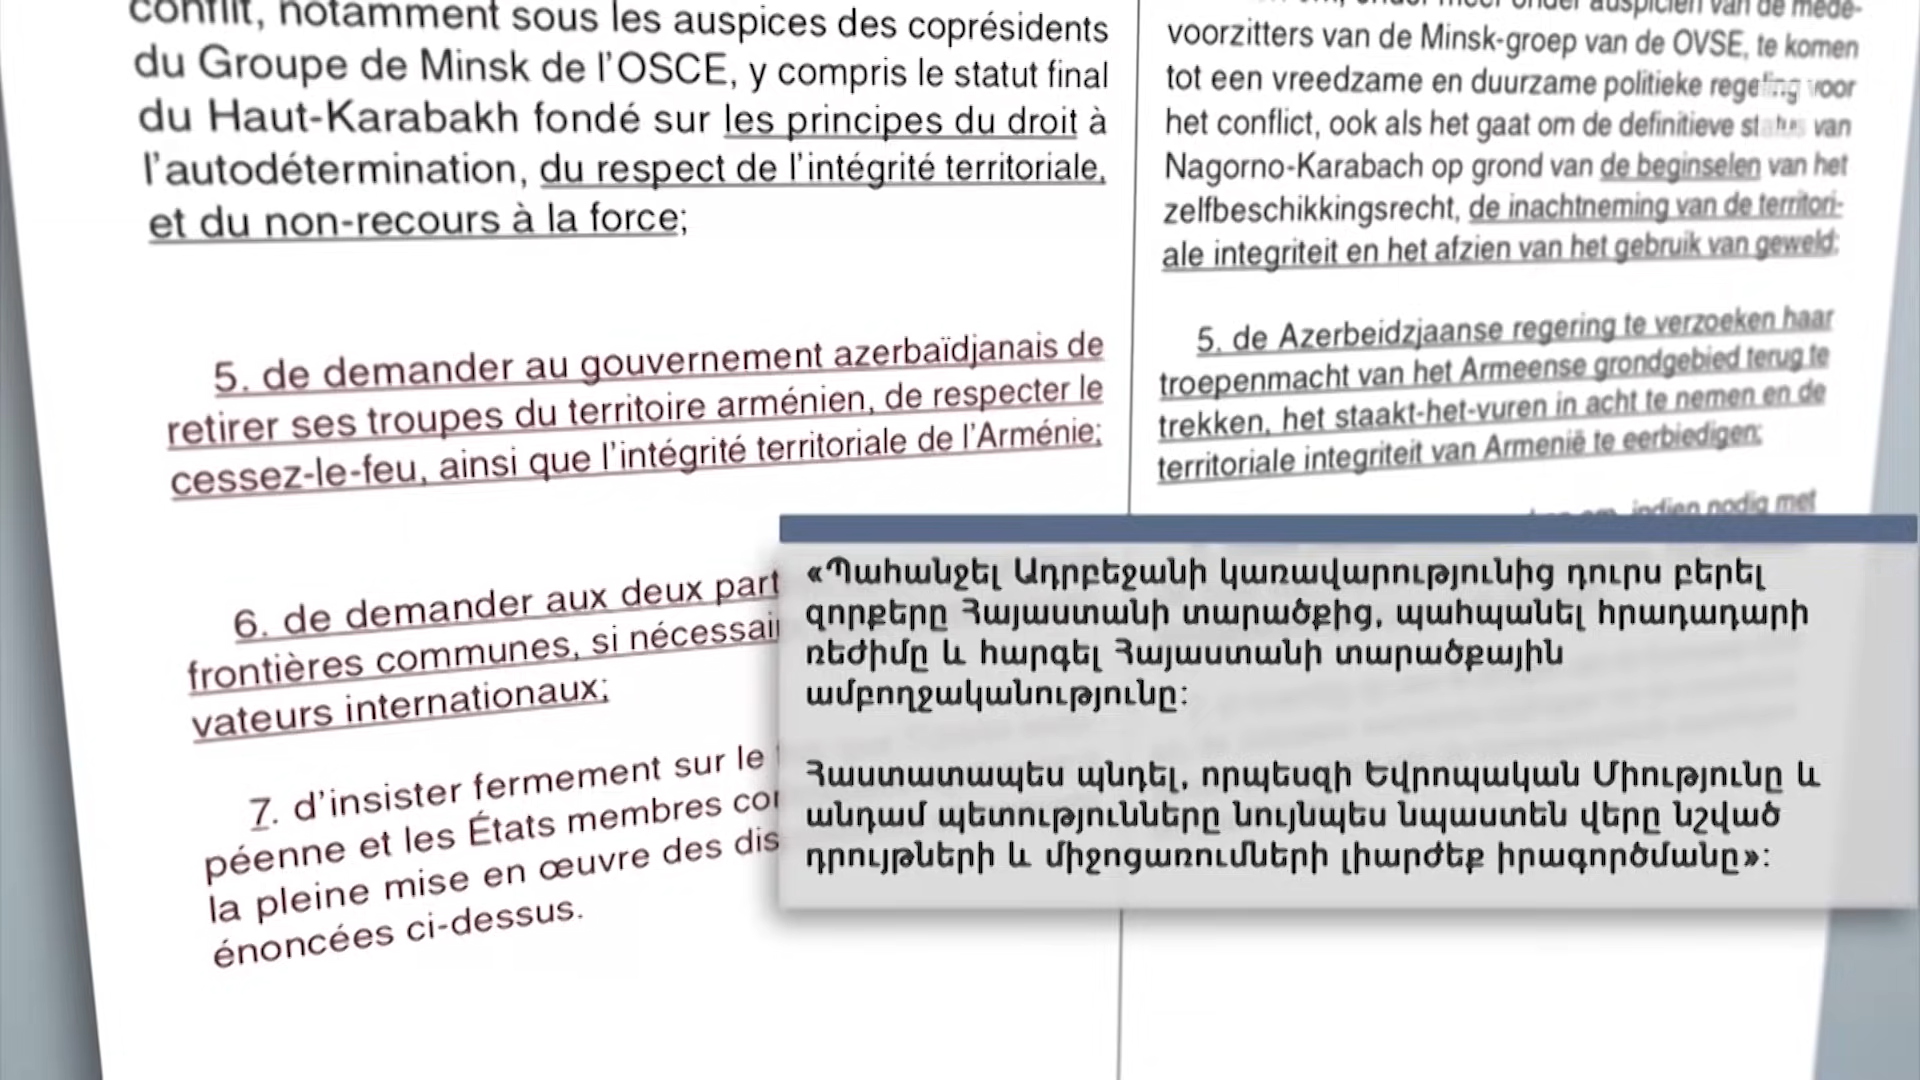 conflit, notamment sous les auspices des coprésidents
du Groupe de Minsk de l'OSCE, y compris le statut final
du Haut-Karabakh fondé sur les principes du droit à
l'autodétermination, du respect de l'intégrité territoriale,
et du non-recours à la force;
5. de demander au gouvernement azerbaïdjanais de
retirer ses troupes du territoire arménien, de respecter le
cessez-le-feu, ainsi que l'intégrité territoriale de l'Arménie;
6. de demander aux deux
frontières communes, si
vateurs internationaux;
7. d'insister fermement sur le
péenne et les États membres
la pleine mise en œuvre des
énoncées ci-dessus.
auspiciën van de mede-
voorzitters van de Minsk-groep van de OVSE, te komen
tot een vreedzame en duurzame politieke regeling voor
het conflict, ook als het gaat om de definitieve status van
Nagorno-Karabach op grond van de beginselen van het
zelfbeschikkingsrecht, de inachtneming van de territori-
ale integriteit en het afzien van het gebruik van geweld;
5. de Azerbeidzjaanse regering te verzoeken haar
troepenmacht van het Armeense grondgebied terug te
trekken, het staakt-het-vuren in acht te nemen en de
territoriale integriteit van Armenië te eerbiedigen;
indien nodig met
«Պահանջել Ադրբեջանի կառավարությունից դուրս բերել
զորքերը Հայաստանի տարածքից, պահպանել հրադադարի
ռեժիմը և հարգել Հայաստանի տարածքային
ամբողջականությունը:
Հաստատապես պնդել, որպեսզի Եվրոպական Միությունը և
անդամ պետությունները նույնպես նպաստեն վերը նշված
դրույթների և միջոցառումների լիարժեք իրագործմանը»: